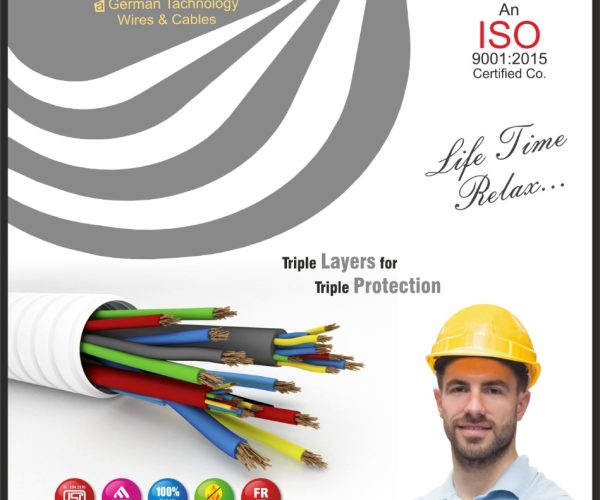 a German Tachnology
Wires & Cables
An
ISO
9001:2015
Certified Co.
Life Time
Relax...
Triple Layers for
Triple Protection
100%
FR